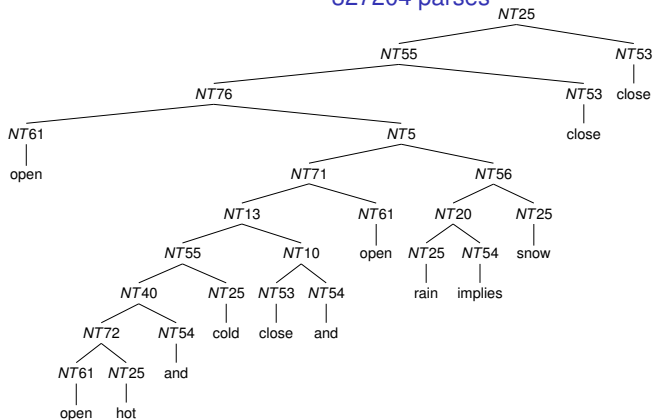 327204 parses
NT25
NT55 NT53
NT76 NT53 close
NT61 NT5 close
open NT71 NT56
NT13 NT61 NT20 NT25
NT55 NT10 open NT25 NT54 snow
NT40 NT25 NT53 NT54 rain implies
NT72 NT54 cold close and
NT61 NT25 and
open hot